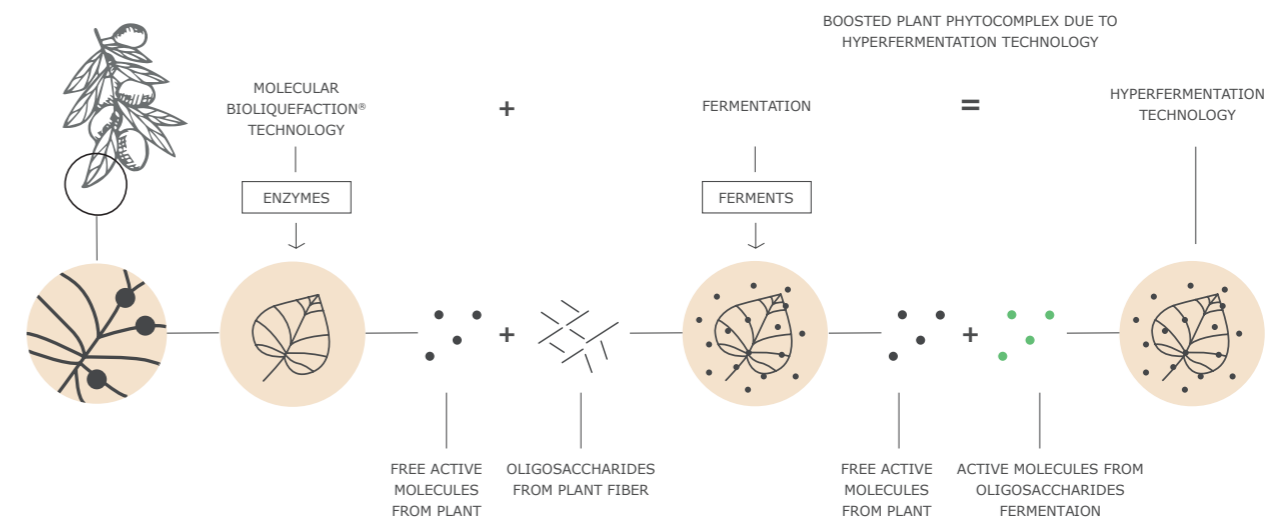 BOOSTED PLANT PHYTOCOMPLEX DUE TO
HYPERFERMENTATION TECHNOLOGY
MOLECULAR
BIOLIQUEFACTION®
TECHNOLOGY
+
FERMENTATION
=
HYPERFERMENTATION
TECHNOLOGY
ENZYMES
FERMENTS
+
+
FREE ACTIVE
MOLECULES
FROM PLANT
OLIGOSACCHARIDES
FROM PLANT FIBER
FREE ACTIVE
MOLECULES
FROM PLANT
ACTIVE MOLECULES FROM
OLIGOSACCHARIDES
FERMENTAION